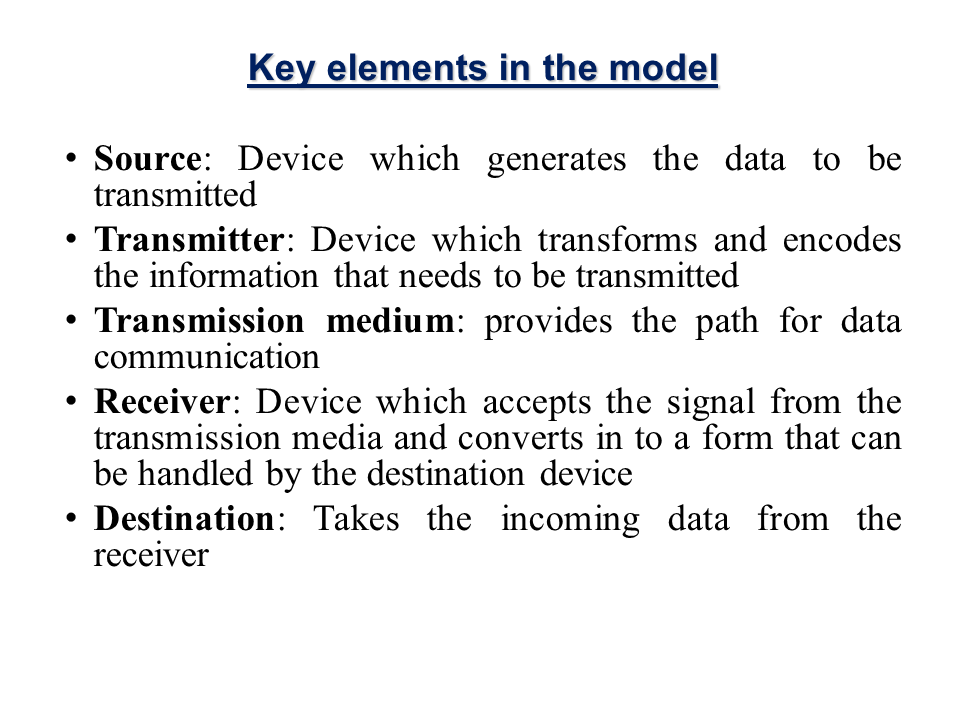 Key elements in the model
• Source: Device which generates the data to be
transmitted
• Transmitter: Device which transforms and encodes
the information that needs to be transmitted
• Transmission medium: provides the path for data
communication
• Receiver: Device which accepts the signal from the
transmission media and converts in to a form that can
be handled by the destination device
• Destination: Takes the incoming data from the
receiver